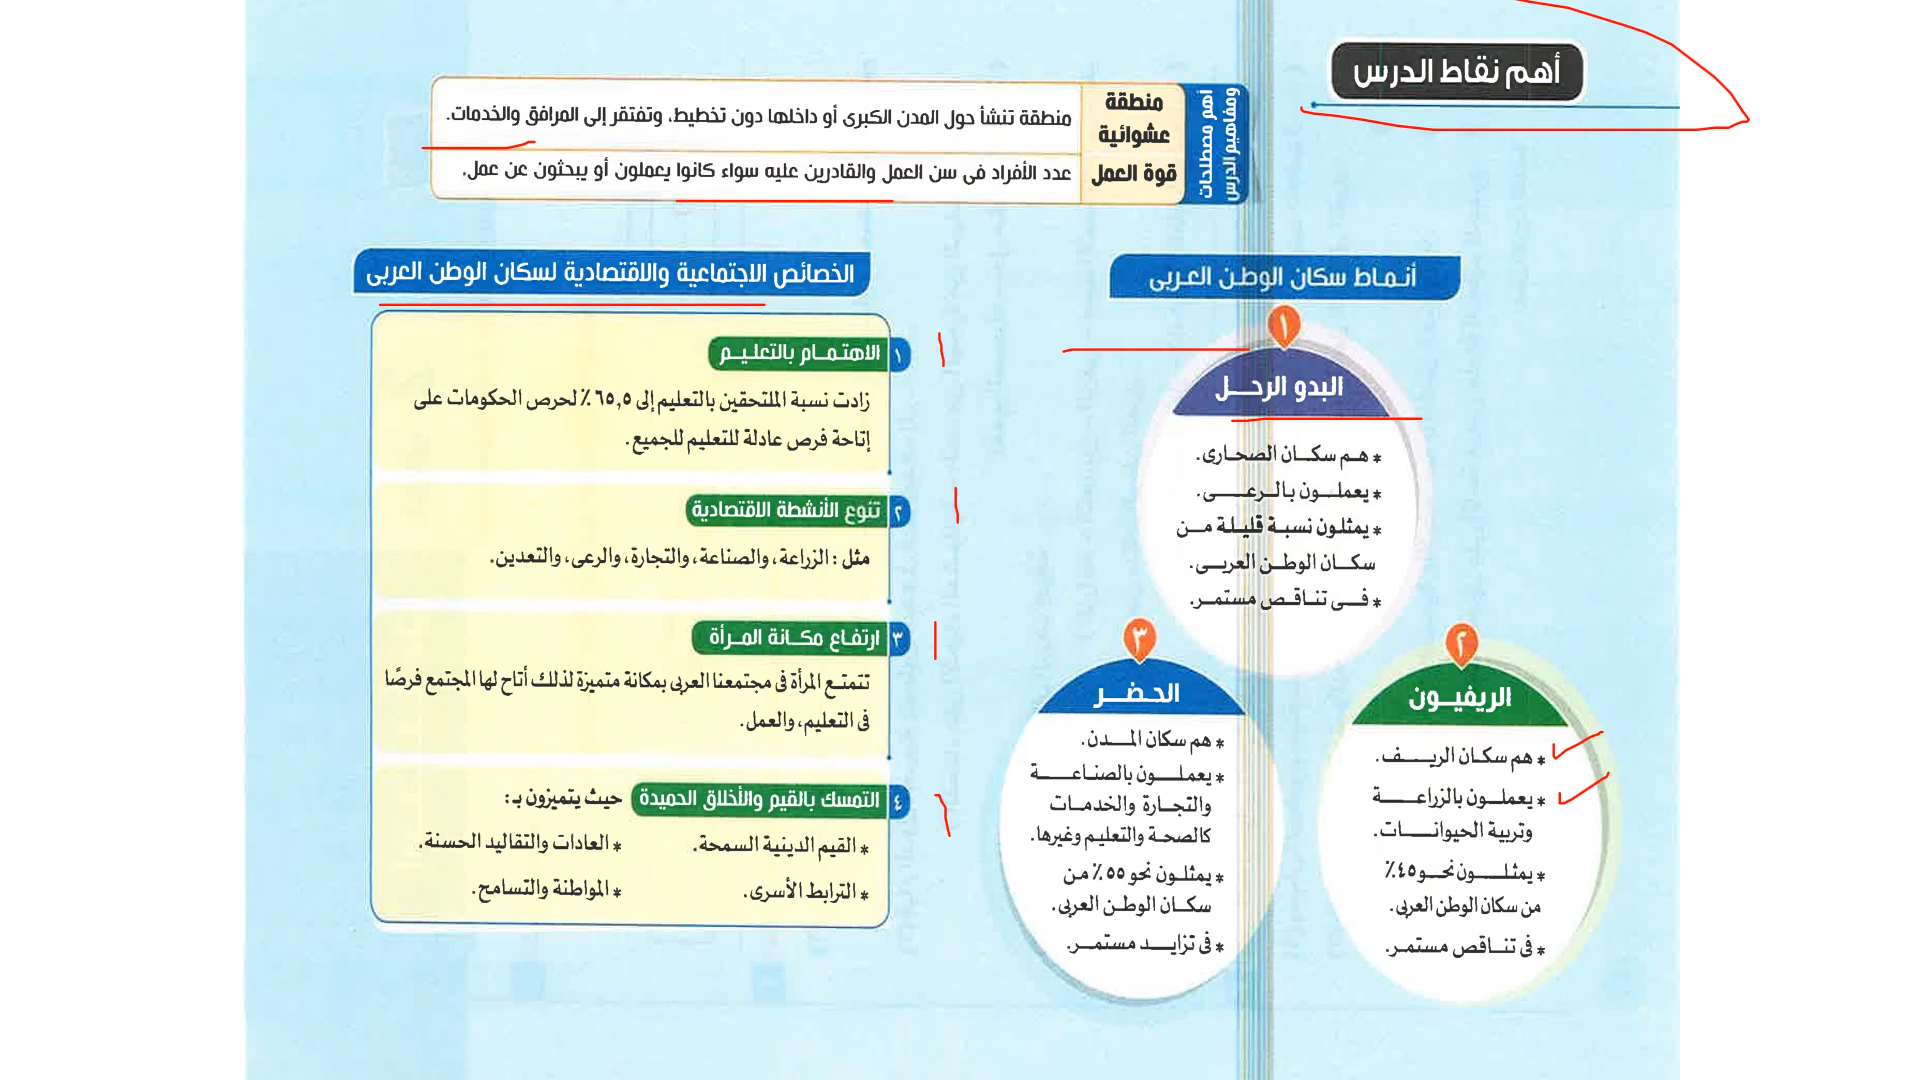 أهم نقاط الدرس
أهم مصطلحات
ومفاهيم الدرس
منطقة
عشوائية
منطقة تنشأ حول المدن الكبرى أو داخلها دون تخطيط، وتفتقر إلى المرافق والخدمات.
قوة العمل
عدد الأفراد فى سن العمل والقادرين عليه سواء كانوا يعملون أو يبحثون عن عمل.
أنماط سكان الوطن العربى
١
البدو الرحل
* هم سكان الصحارى.
* يعملون بالرعى.
* يمثلون نسبة قليلة من
سكان الوطن العربى.
* فى تناقص مستمر.
٢
الريفيون
* هم سكان الريف.
* يعملون بالزراعة
وتربية الحيوانات.
* يمثلون نحو ٤٥٪
من سكان الوطن العربى.
* فى تناقص مستمر.
٣
الحضر
* هم سكان المدن.
* يعملون بالصناعة
والتجارة والخدمات
كالصحة والتعليم وغيرها.
* يمثلون نحو ٥٥٪ من
سكان الوطن العربى.
* فى تزايد مستمر.
الخصائص الاجتماعية والاقتصادية لسكان الوطن العربى
١ الاهتمام بالتعليم
زادت نسبة الملتحقين بالتعليم إلى ٦٥,٥٪ لحرص الحكومات على
إتاحة فرص عادلة للتعليم للجميع.
٢ تنوع الأنشطة الاقتصادية
مثل : الزراعة، والصناعة، والتجارة، والرعى، والتعدين.
٣ ارتفاع مكانة المرأة
تتمتع المرأة فى مجتمعنا العربى بمكانة متميزة لذلك أتاح لها المجتمع فرصًا
فى التعليم، والعمل.
٤ التمسك بالقيم والأخلاق الحميدة حيث يتميزون بـ :
* القيم الدينية السمحة. * العادات والتقاليد الحسنة.
* الترابط الأسرى. * المواطنة والتسامح.